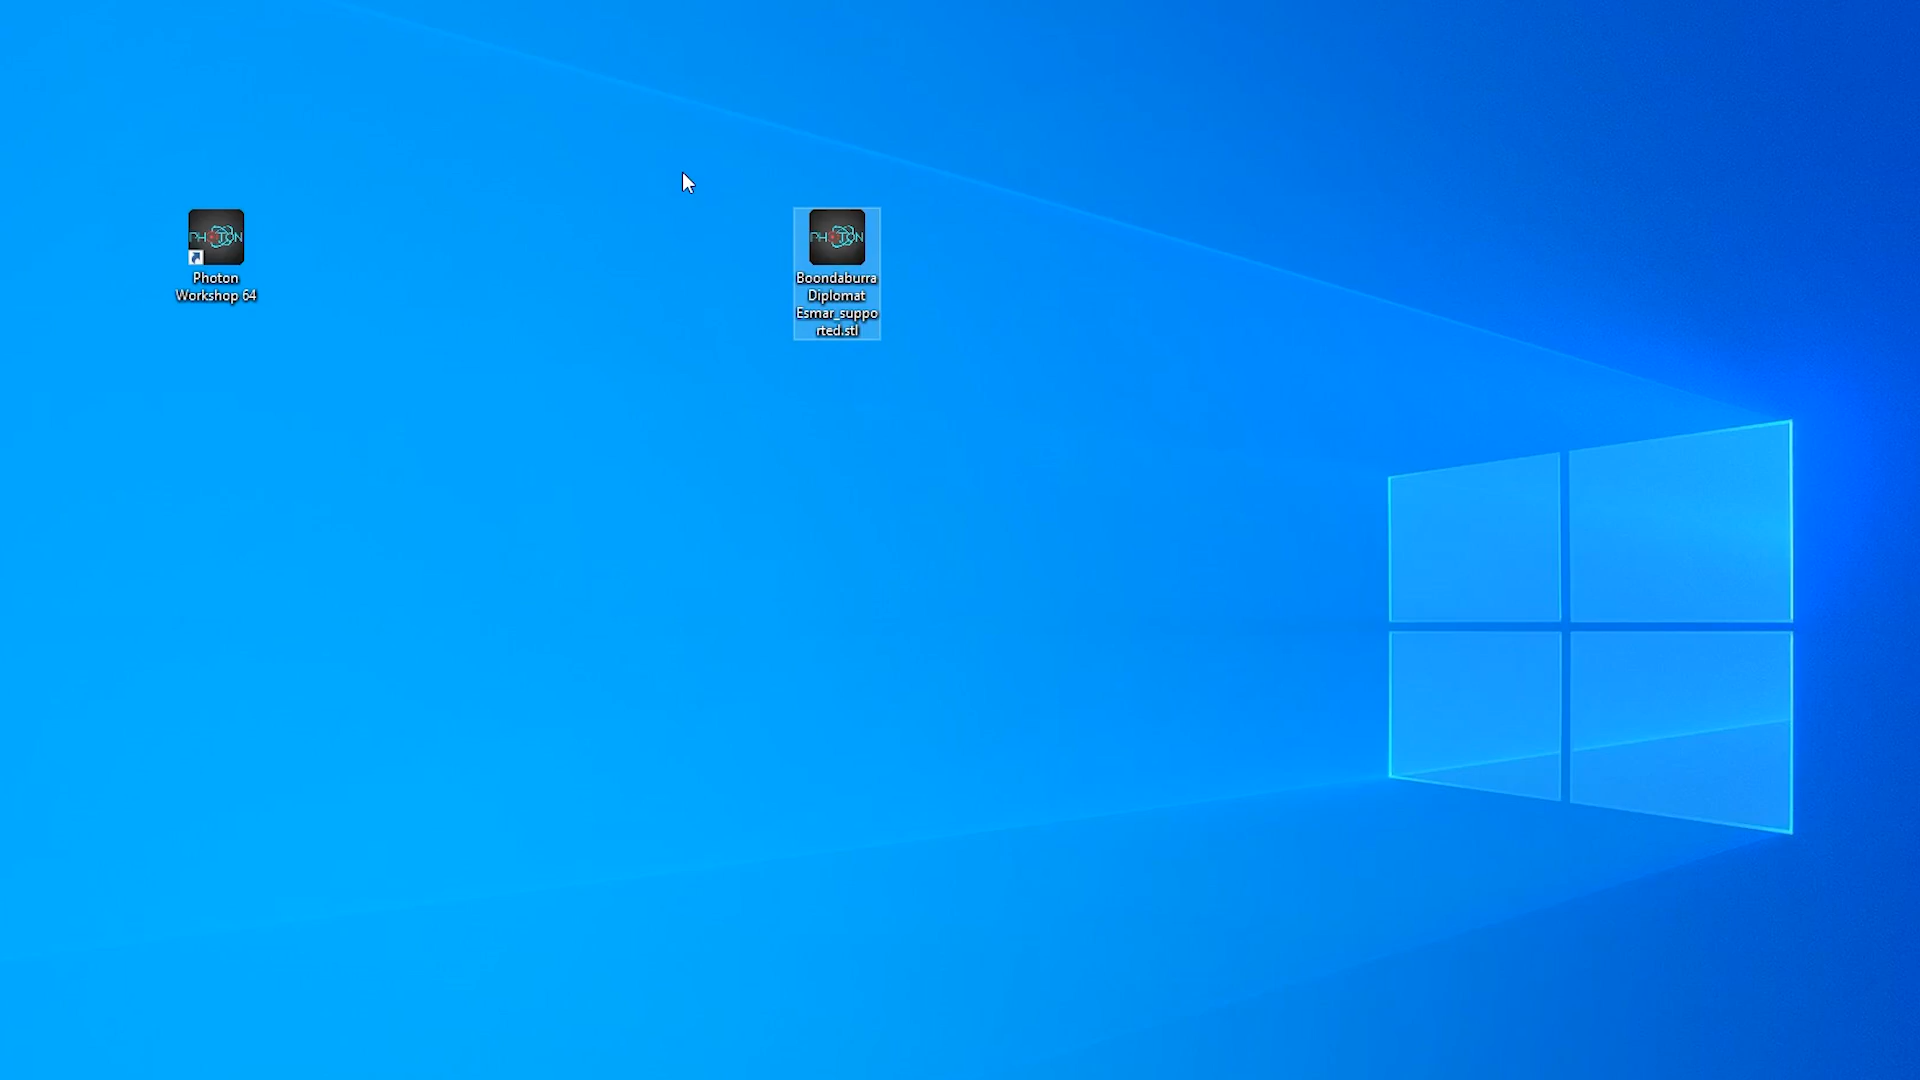 PHOTON
Photon
Workshop 64
PHOTON
Boondaburra
Diplomat
Esmar_suppo
rted.stl